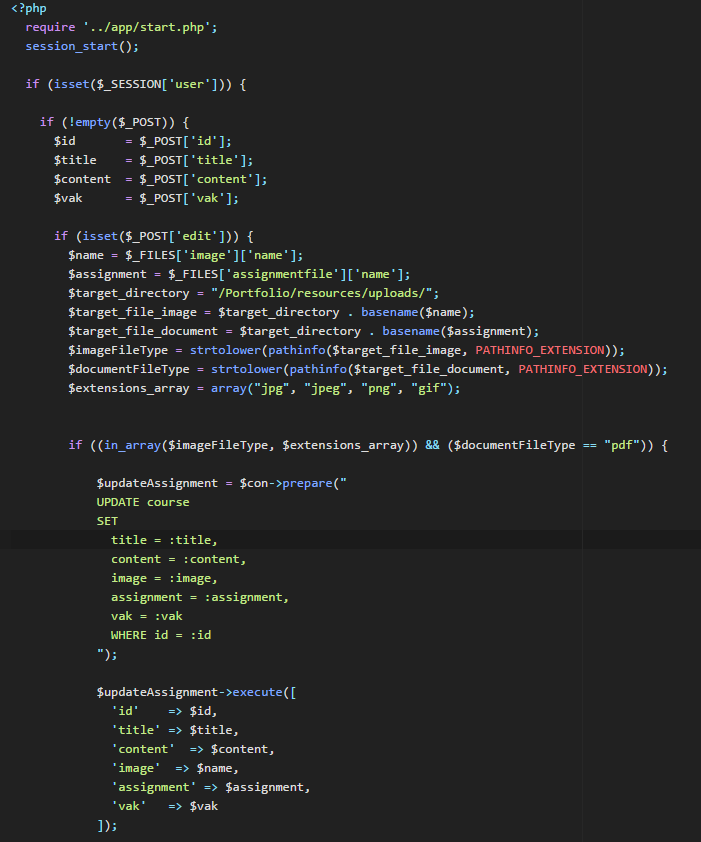 <?php
  require '../app/start.php';
  session_start();

  if (isset($_SESSION['user'])) {

    if (!empty($_POST)) {
      $id       = $_POST['id'];
      $title    = $_POST['title'];
      $content  = $_POST['content'];
      $vak      = $_POST['vak'];

      if (isset($_POST['edit'])) {
        $name = $_FILES['image']['name'];
        $assignment = $_FILES['assignmentfile']['name'];
        $target_directory = "/Portfolio/resources/uploads/";
        $target_file_image = $target_directory . basename($name);
        $target_file_document = $target_directory . basename($assignment);
        $imageFileType = strtolower(pathinfo($target_file_image, PATHINFO_EXTENSION));
        $documentFileType = strtolower(pathinfo($target_file_document, PATHINFO_EXTENSION));
        $extensions_array = array("jpg", "jpeg", "png", "gif");


        if ((in_array($imageFileType, $extensions_array)) && ($documentFileType == "pdf")) {

            $updateAssignment = $con->prepare("
            UPDATE course
            SET
              title = :title,
              content = :content,
              image = :image,
              assignment = :assignment,
              vak = :vak
              WHERE id = :id
            ");

            $updateAssignment->execute([
              'id'    => $id,
              'title' => $title,
              'content'  => $content,
              'image'  => $name,
              'assignment' => $assignment,
              'vak'   => $vak
            ]);